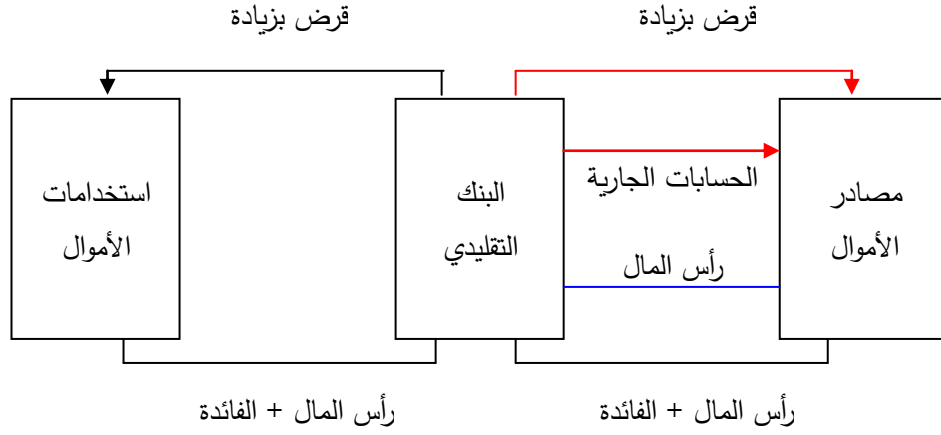 قرض بزيادة
قرض بزيادة
مصادر
الأموال
الحسابات الجارية
رأس المال
البنك
التقليدي
استخدامات
الأموال
رأس المال + الفائدة
رأس المال + الفائدة